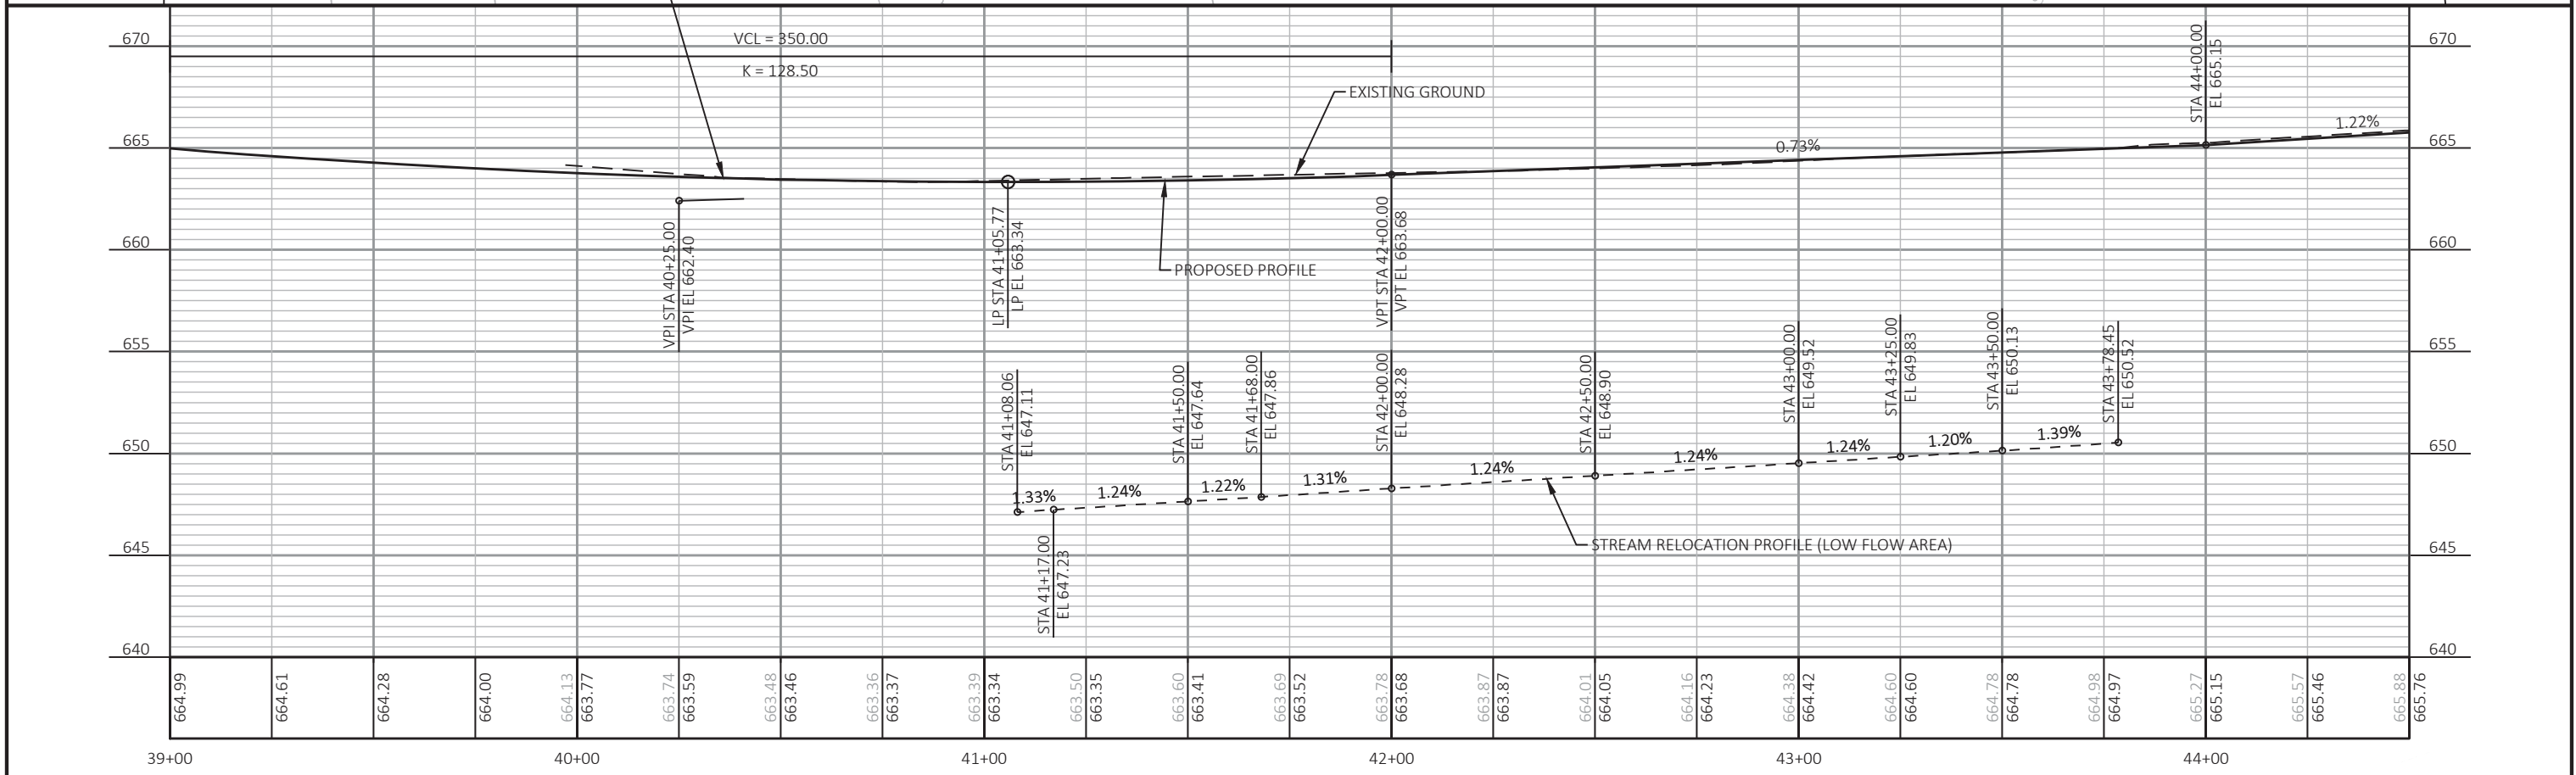 VCL = 350.00
K = 128.50
670
665
660
655
650
645
640
670
665
660
655
650
645
640
EXISTING GROUND
PROPOSED PROFILE
0.73%
1.22%
STA 44+00.00
EL 665.15
VPI STA 40+25.00
VPI EL 662.40
LP STA 41+05.77
LP EL 663.34
VPT STA 42+00.00
VPT EL 663.68
STA 41+08.06
EL 647.11
STA 41+17.00
EL 647.23
STA 41+50.00
EL 647.64
STA 41+68.00
EL 647.86
STA 42+00.00
EL 648.28
STA 42+50.00
EL 648.90
STA 43+00.00
EL 649.52
STA 43+25.00
EL 649.83
STA 43+50.00
EL 650.13
STA 43+78.45
EL 650.52
1.33%
1.24%
1.22%
1.31%
1.24%
1.24%
1.24%
1.20%
1.39%
STREAM RELOCATION PROFILE (LOW FLOW AREA)
664.99
664.61
664.28
664.00
664.13
663.77
663.74
663.59
663.48
663.46
663.36
663.37
663.39
663.34
663.50
663.35
663.60
663.41
663.69
663.52
663.78
663.68
663.87
663.87
664.01
664.05
664.16
664.23
664.38
664.42
664.60
664.60
664.78
664.78
664.98
664.97
665.27
665.15
665.57
665.46
665.88
665.76
39+00
40+00
41+00
42+00
43+00
44+00